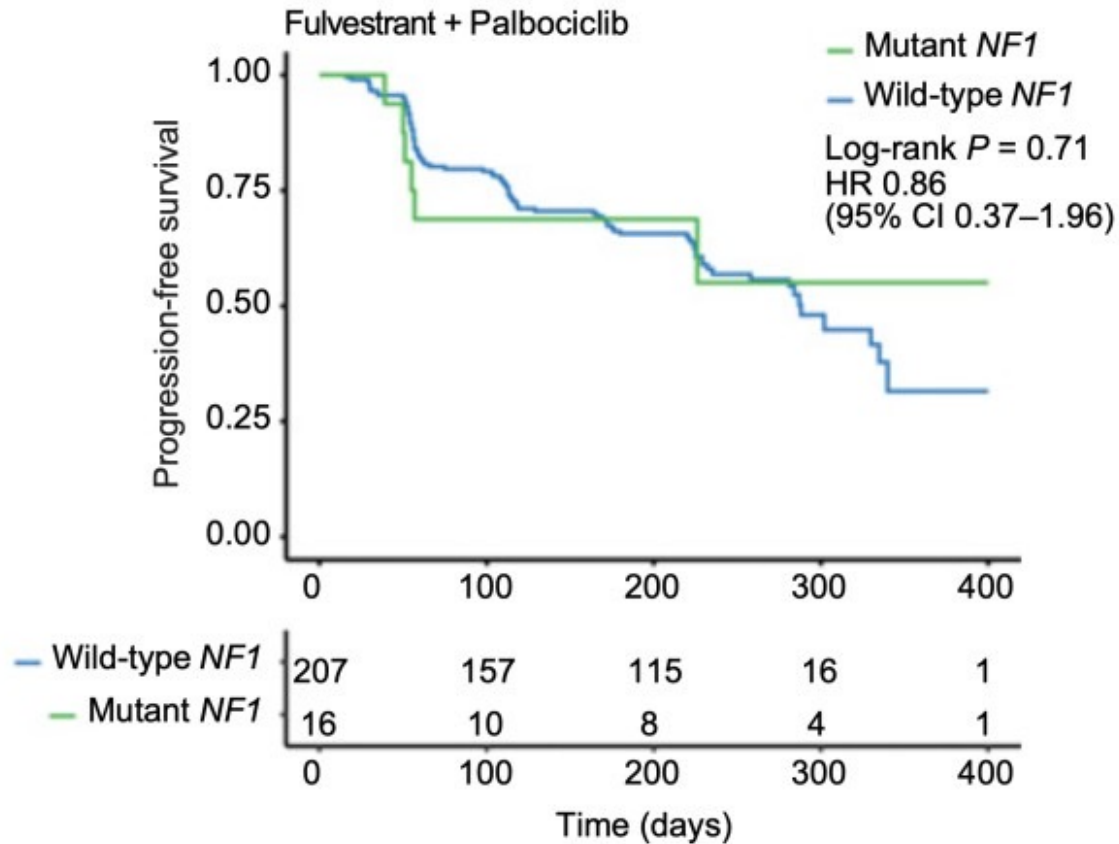 Fulvestrant + Palbociclib
Mutant NF1
Wild-type NF1
Log-rank P = 0.71
HR 0.86
(95% CI 0.37–1.96)
Progression-free survival
1.00
0.75
0.50
0.25
0.00
0 100 200 300 400
Wild-type NF1 207 157 115 16 1
Mutant NF1 16 10 8 4 1
0 100 200 300 400
Time (days)